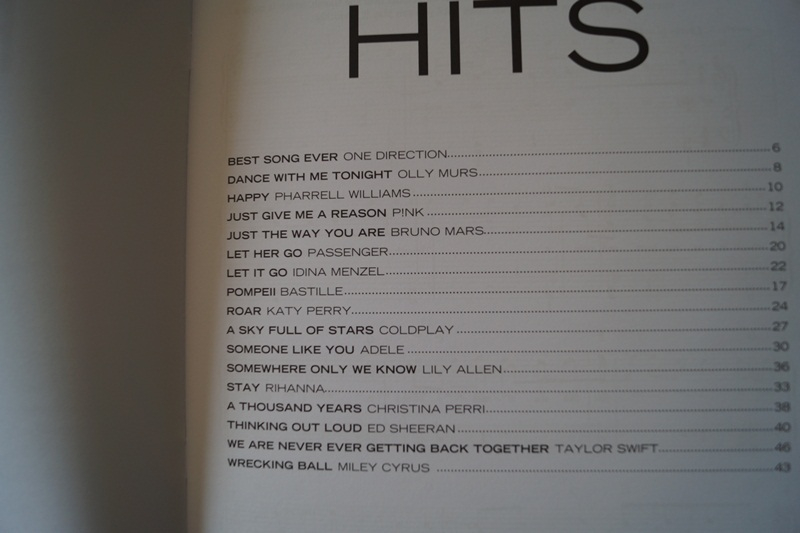 HITS
BEST SONG EVER ONE DIRECTION 6
DANCE WITH ME TONIGHT OLLY MURS 8
HAPPY PHARRELL WILLIAMS 10
JUST GIVE ME A REASON P!NK 12
JUST THE WAY YOU ARE BRUNO MARS 14
LET HER GO PASSENGER 20
LET IT GO IDINA MENZEL 22
POMPEII BASTILLE 17
ROAR KATY PERRY 24
A SKY FULL OF STARS COLDPLAY 27
SOMEONE LIKE YOU ADELE 30
SOMEWHERE ONLY WE KNOW LILY ALLEN 36
STAY RIHANNA 33
A THOUSAND YEARS CHRISTINA PERRI 38
THINKING OUT LOUD ED SHEERAN 40
WE ARE NEVER EVER GETTING BACK TOGETHER TAYLOR SWIFT 46
WRECKING BALL MILEY CYRUS 43